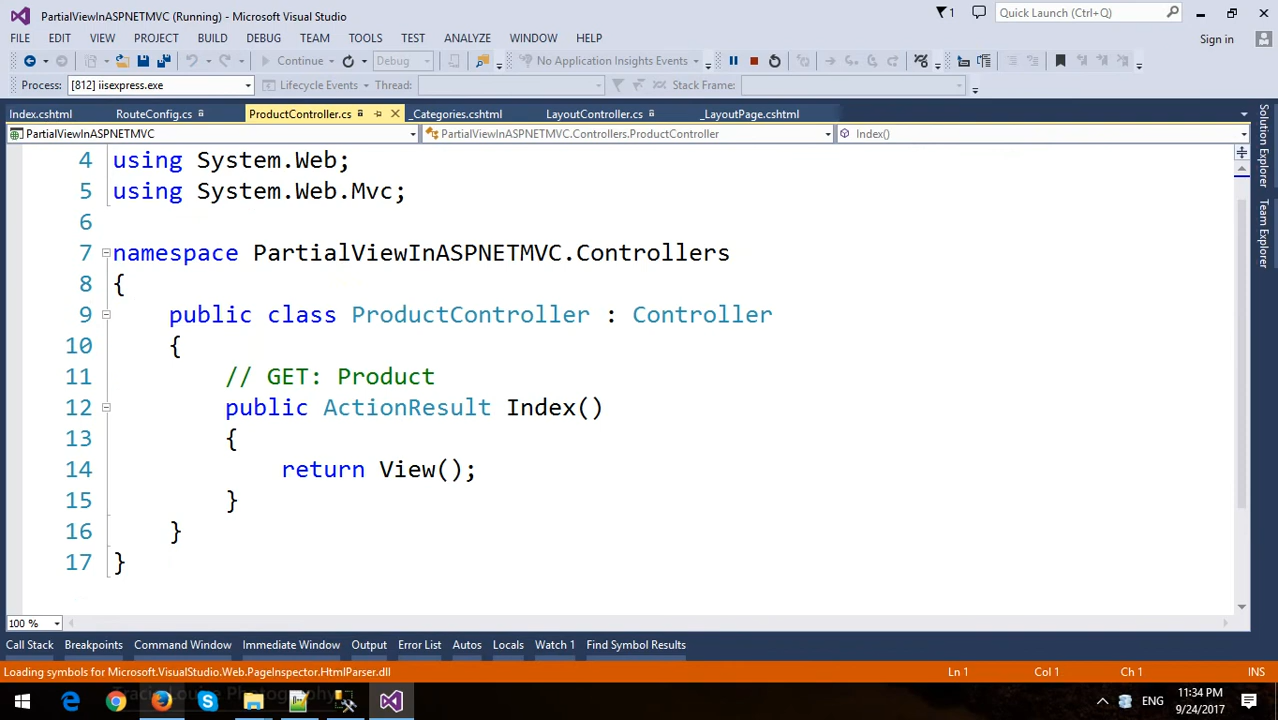 PartialViewInASPNETMVC (Running) - Microsoft Visual Studio
1
Quick Launch (Ctrl+Q)
FILE EDIT VIEW PROJECT BUILD DEBUG TEAM TOOLS TEST ANALYZE WINDOW HELP
Sign in
Continue Debug No Application Insights Events
Process: [812] iisexpress.exe Lifecycle Events Thread: Stack Frame:
Index.cshtml RouteConfig.cs ProductController.cs _Categories.cshtml LayoutController.cs _LayoutPage.cshtml
PartialViewInASPNETMVC PartialViewInASPNETMVC.Controllers.ProductController Index()
4 using System.Web;
5 using System.Web.Mvc;
6
7 namespace PartialViewInASPNETMVC.Controllers
8 {
9 public class ProductController : Controller
10 {
11 // GET: Product
12 public ActionResult Index()
13 {
14 return View();
15 }
16 }
17 }
Solution Explorer
Team Explorer
100 %
Call Stack Breakpoints Command Window Immediate Window Output Error List Autos Locals Watch 1 Find Symbol Results
Loading symbols for Microsoft.VisualStudio.Web.PageInspector.HtmlParser.dll Ln 1 Col 1 Ch 1 INS
ENG
11:34 PM
9/24/2017